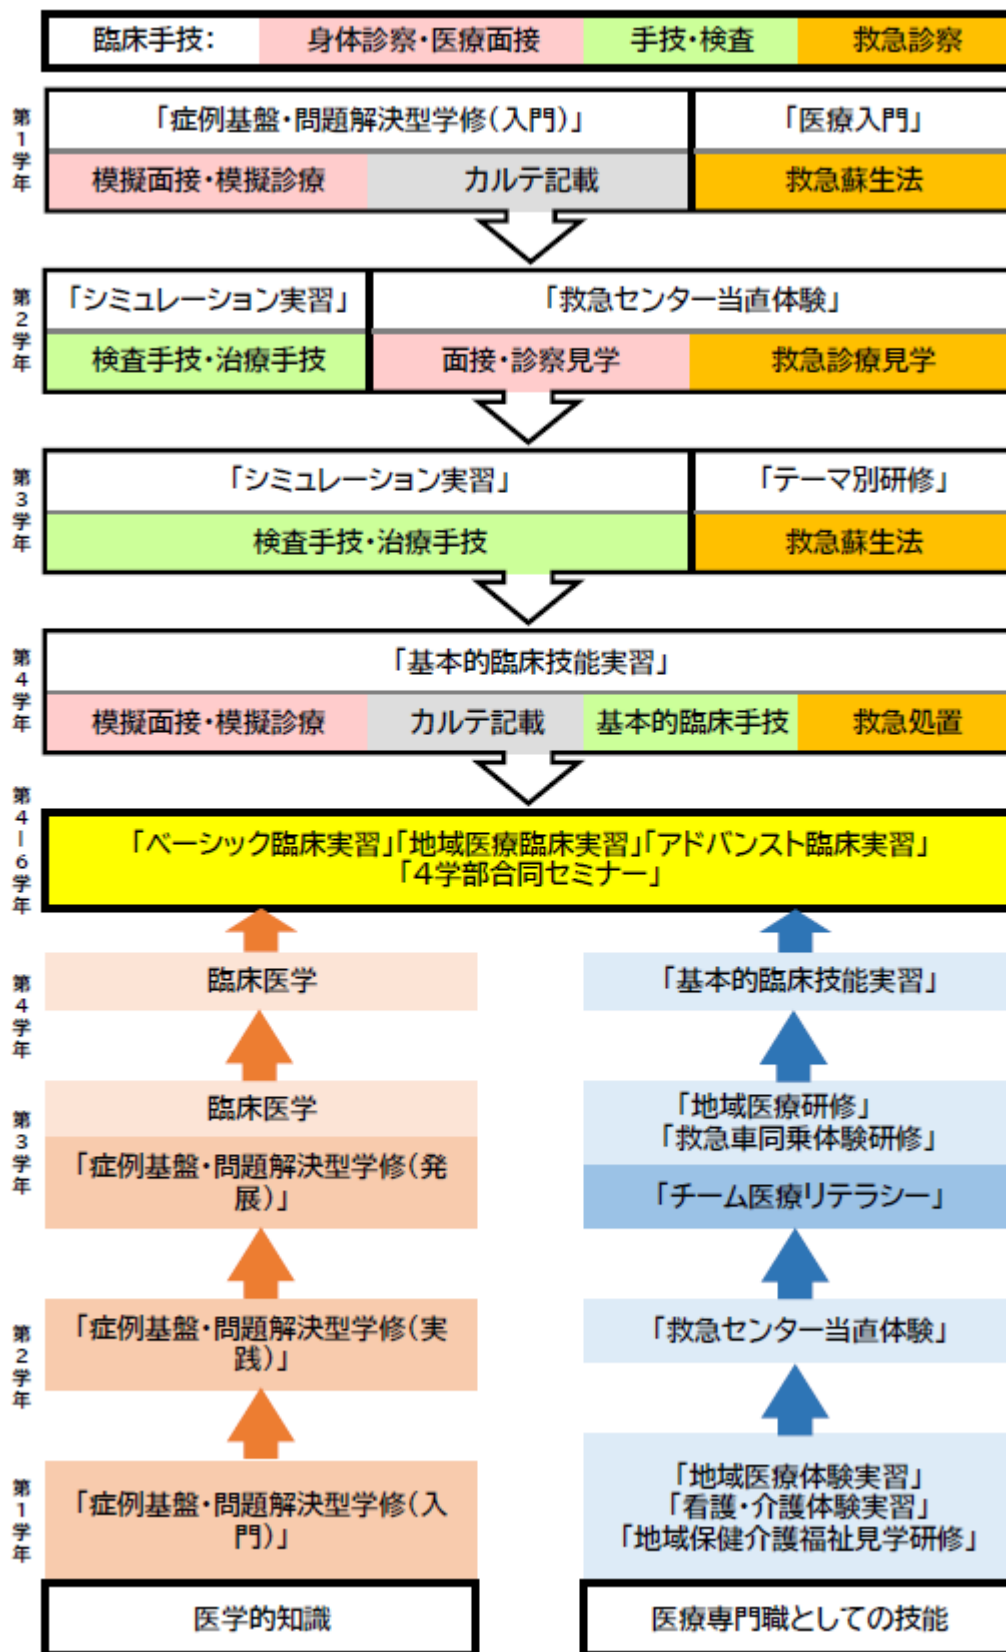 臨床手技： 身体診察・医療面接 手技・検査 救急診察
第1学年
「症例基盤・問題解決型学修（入門）」 「医療入門」
模擬面接・模擬診療 カルテ記載 救急蘇生法
第2学年
「シミュレーション実習」 「救急センター当直体験」
検査手技・治療手技 面接・診察見学 救急診療見学
第3学年
「シミュレーション実習」 「テーマ別研修」
検査手技・治療手技 救急蘇生法
第4学年
「基本的臨床技能実習」
模擬面接・模擬診療 カルテ記載 基本的臨床手技 救急処置
第4－6学年
「ベーシック臨床実習」「地域医療臨床実習」「アドバンスト臨床実習」
「4学部合同セミナー」
第4学年
臨床医学 「基本的臨床技能実習」
第3学年
臨床医学
「症例基盤・問題解決型学修（発
展）」
「地域医療研修」
「救急車同乗体験研修」
「チーム医療リテラシー」
第2学年
「症例基盤・問題解決型学修（実
践）」
「救急センター当直体験」
第1学年
「症例基盤・問題解決型学修（入
門）」
「地域医療体験実習」
「看護・介護体験実習」
「地域保健介護福祉見学研修」
医学的知識 医療専門職としての技能